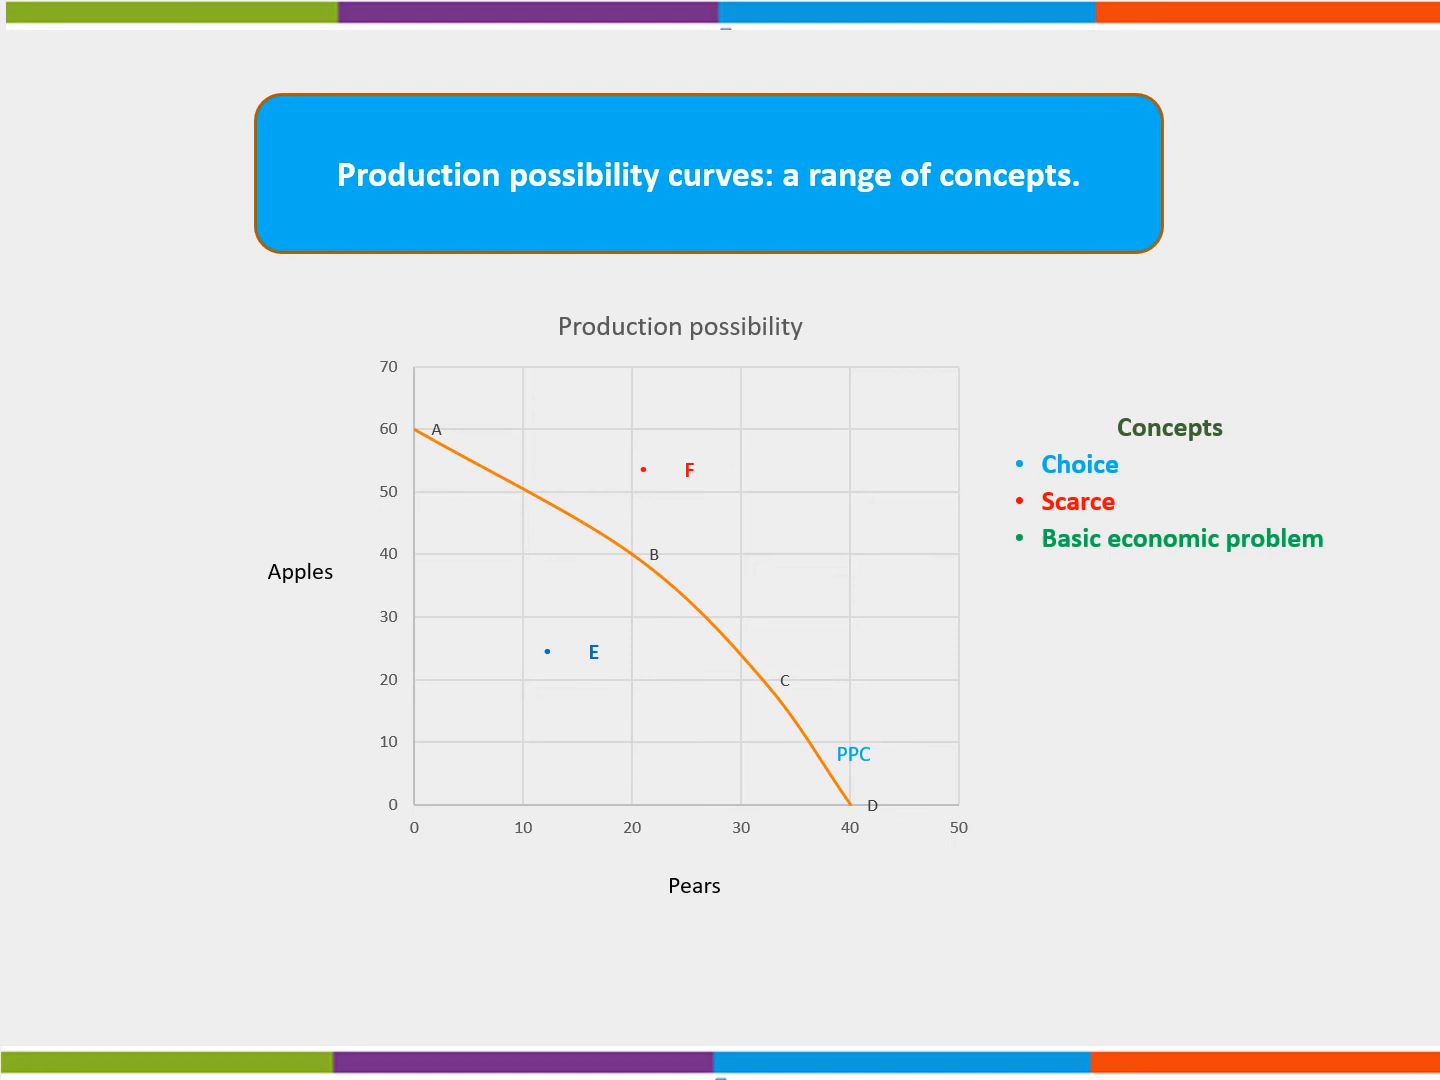 Production possibility curves: a range of concepts.
Production possibility
70
60
50
40
30
20
10
0
0 10 20 30 40 50
Apples
Pears
A
F
B
E
C
PPC
D
Concepts
• Choice
• Scarce
• Basic economic problem